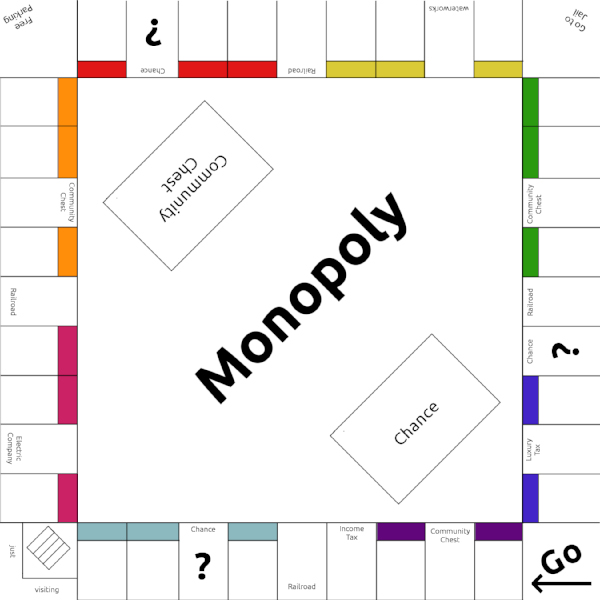 Free
Parking
?
Chance
Railroad
waterworks
Go to
Jail
Community
Chest
Community
Chest
Community
Chest
Railroad
Monopoly
Railroad
Chance
?
Electric
Company
Chance
Luxury
Tax
Just
visiting
Chance
?
Railroad
Income
Tax
Community
Chest
Go